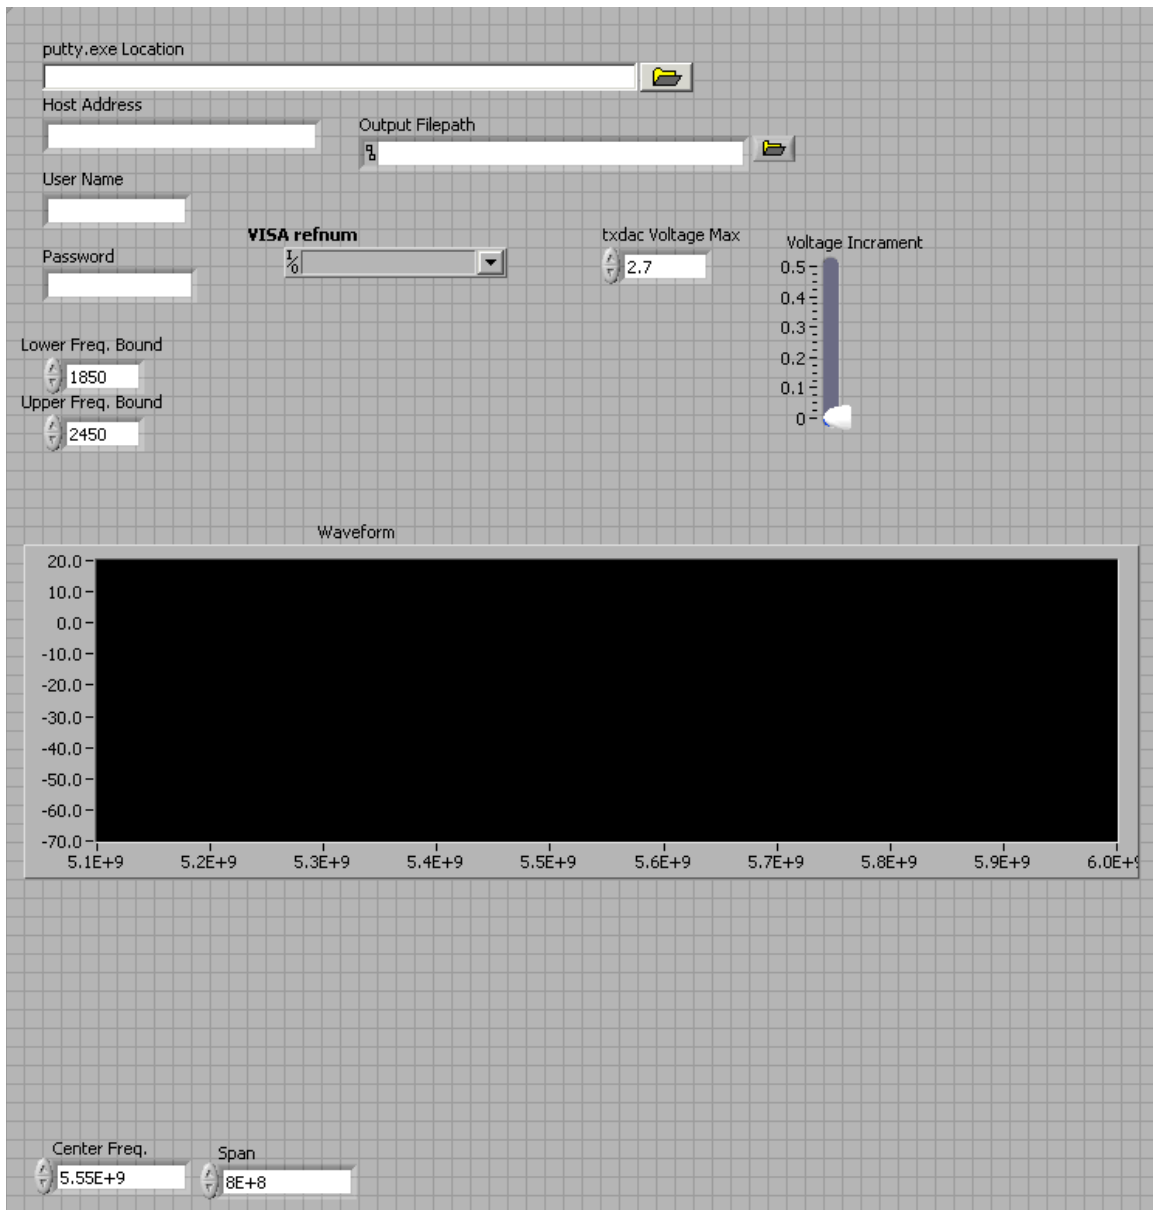 putty.exe Location
Host Address
Output Filepath
User Name
VISA refnum
txdac Voltage Max
Voltage Incrament
Password
2.7
0.5
0.4
0.3
0.2
0.1
0
Lower Freq. Bound
1850
Upper Freq. Bound
2450
Waveform
20.0
10.0
0.0
-10.0
-20.0
-30.0
-40.0
-50.0
-60.0
-70.0
5.1E+9 5.2E+9 5.3E+9 5.4E+9 5.5E+9 5.6E+9 5.7E+9 5.8E+9 5.9E+9 6.0E+9
Center Freq. Span
5.55E+9 8E+8